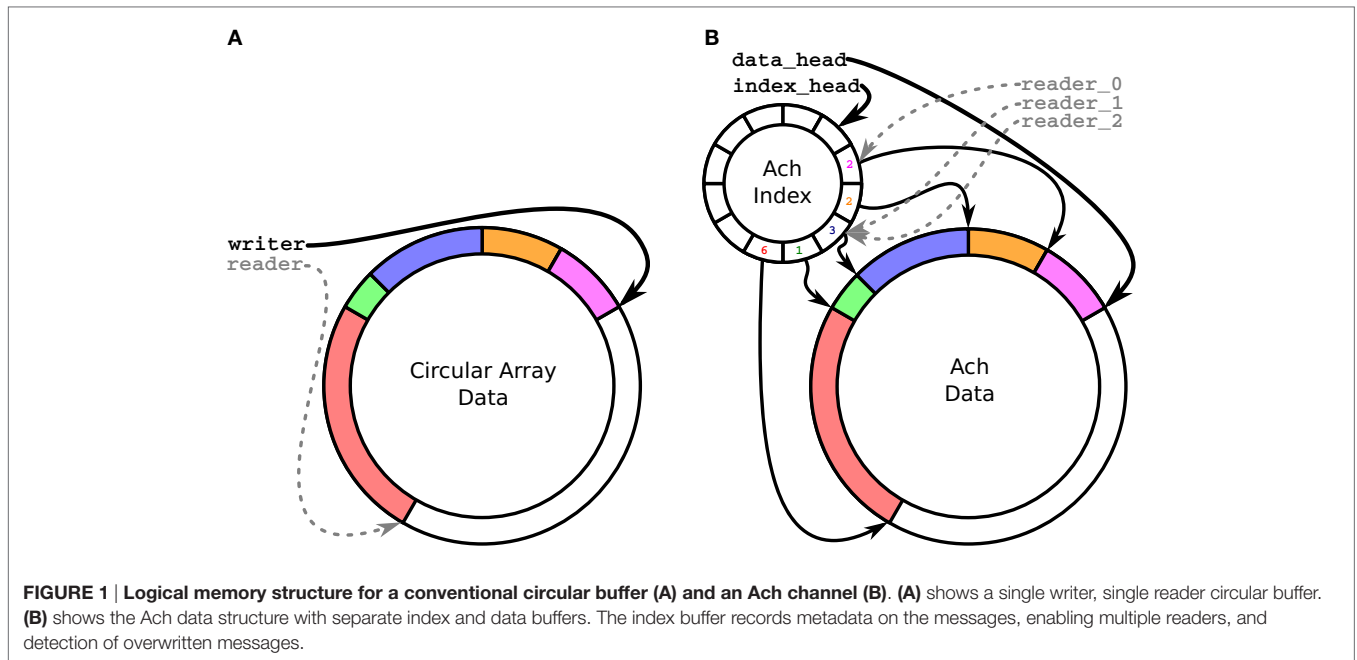 A
writer
reader
Circular Array
Data
B
data_head
index_head
reader_0
reader_1
reader_2
Ach
Index
2
2
3
1
6
Ach
Data
FIGURE 1 | Logical memory structure for a conventional circular buffer (A) and an Ach channel (B). (A) shows a single writer, single reader circular buffer.
(B) shows the Ach data structure with separate index and data buffers. The index buffer records metadata on the messages, enabling multiple readers, and
detection of overwritten messages.